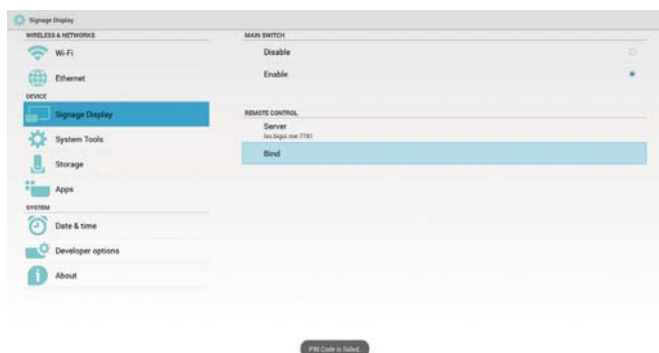 Signage Display
WIRELESS & NETWORKS
Wi-Fi
Ethernet
DEVICE
Signage Display
System Tools
Storage
Apps
SYSTEM
Date & time
Developer options
About
MAIN SWITCH
Disable
Enable
REMOTE CONTROL
Server
Bind
PIN Code is failed.